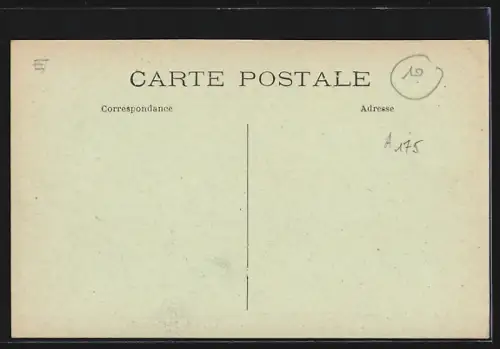 CARTE POSTALE
10
Correspondance
Adresse
A 175